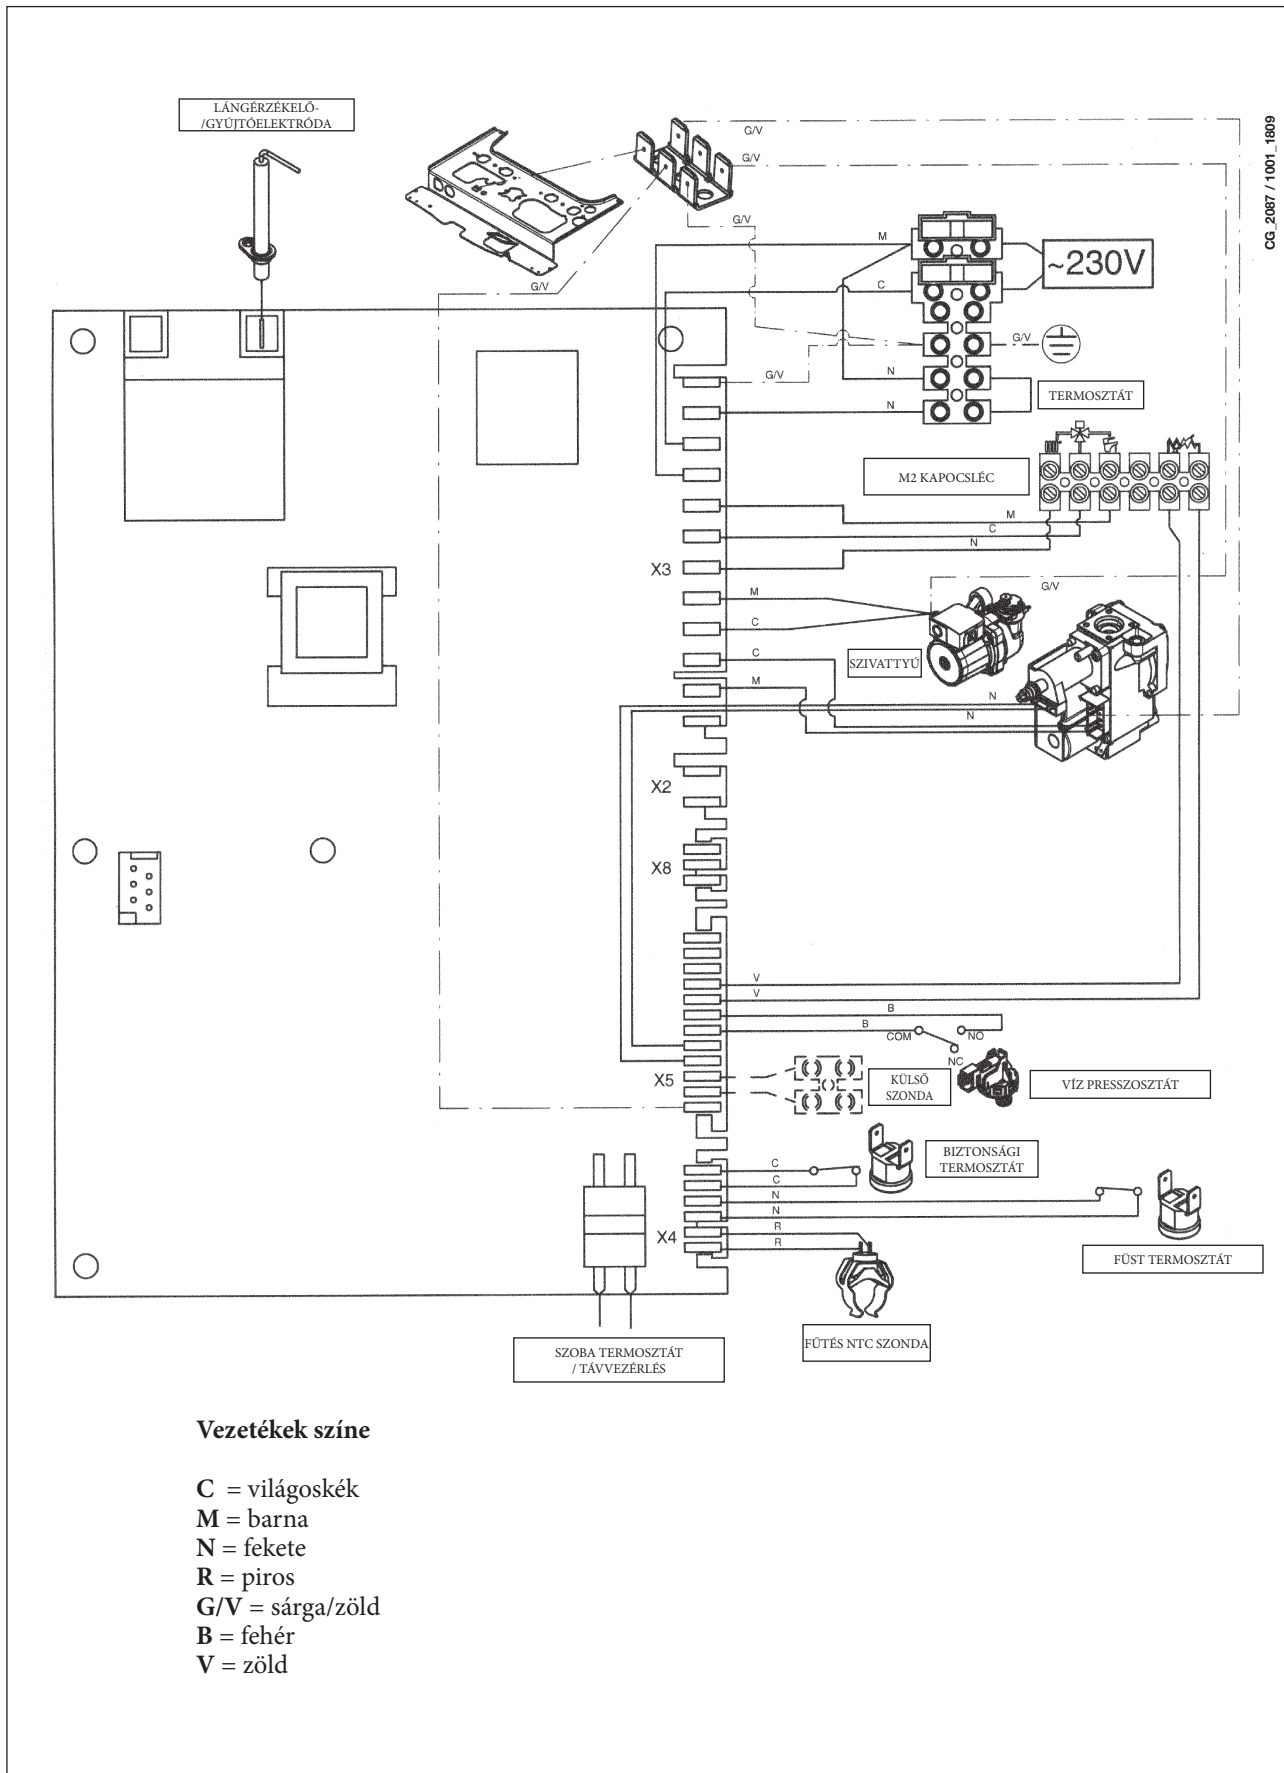 LÁNGÉRZÉKELŐ-
/GYÚJTÓELEKTRÓDA
G/V
G/V
G/V
G/V
CG_2087 / 1001_1809
M
~230V
C
G/V
G/V
N
N
TERMOSZTÁT
M2 KAPOCSLÉC
M
C
N
X3
G/V
M
C
SZIVATTYÚ
C
M
N
N
X2
X8
V
V
B
B
COM
NO
NC
X5
KÜLSŐ
SZONDA
VÍZ PRESSZOSZTÁT
BIZTONSÁGI
TERMOSZTÁT
C
C
N
N
R
R
X4
FÜST TERMOSZTÁT
FŰTÉS NTC SZONDA
SZOBA TERMOSZTÁT
/ TÁVVEZÉRLÉS
Vezetékek színe
C = világoskék
M = barna
N = fekete
R = piros
G/V = sárga/zöld
B = fehér
V = zöld